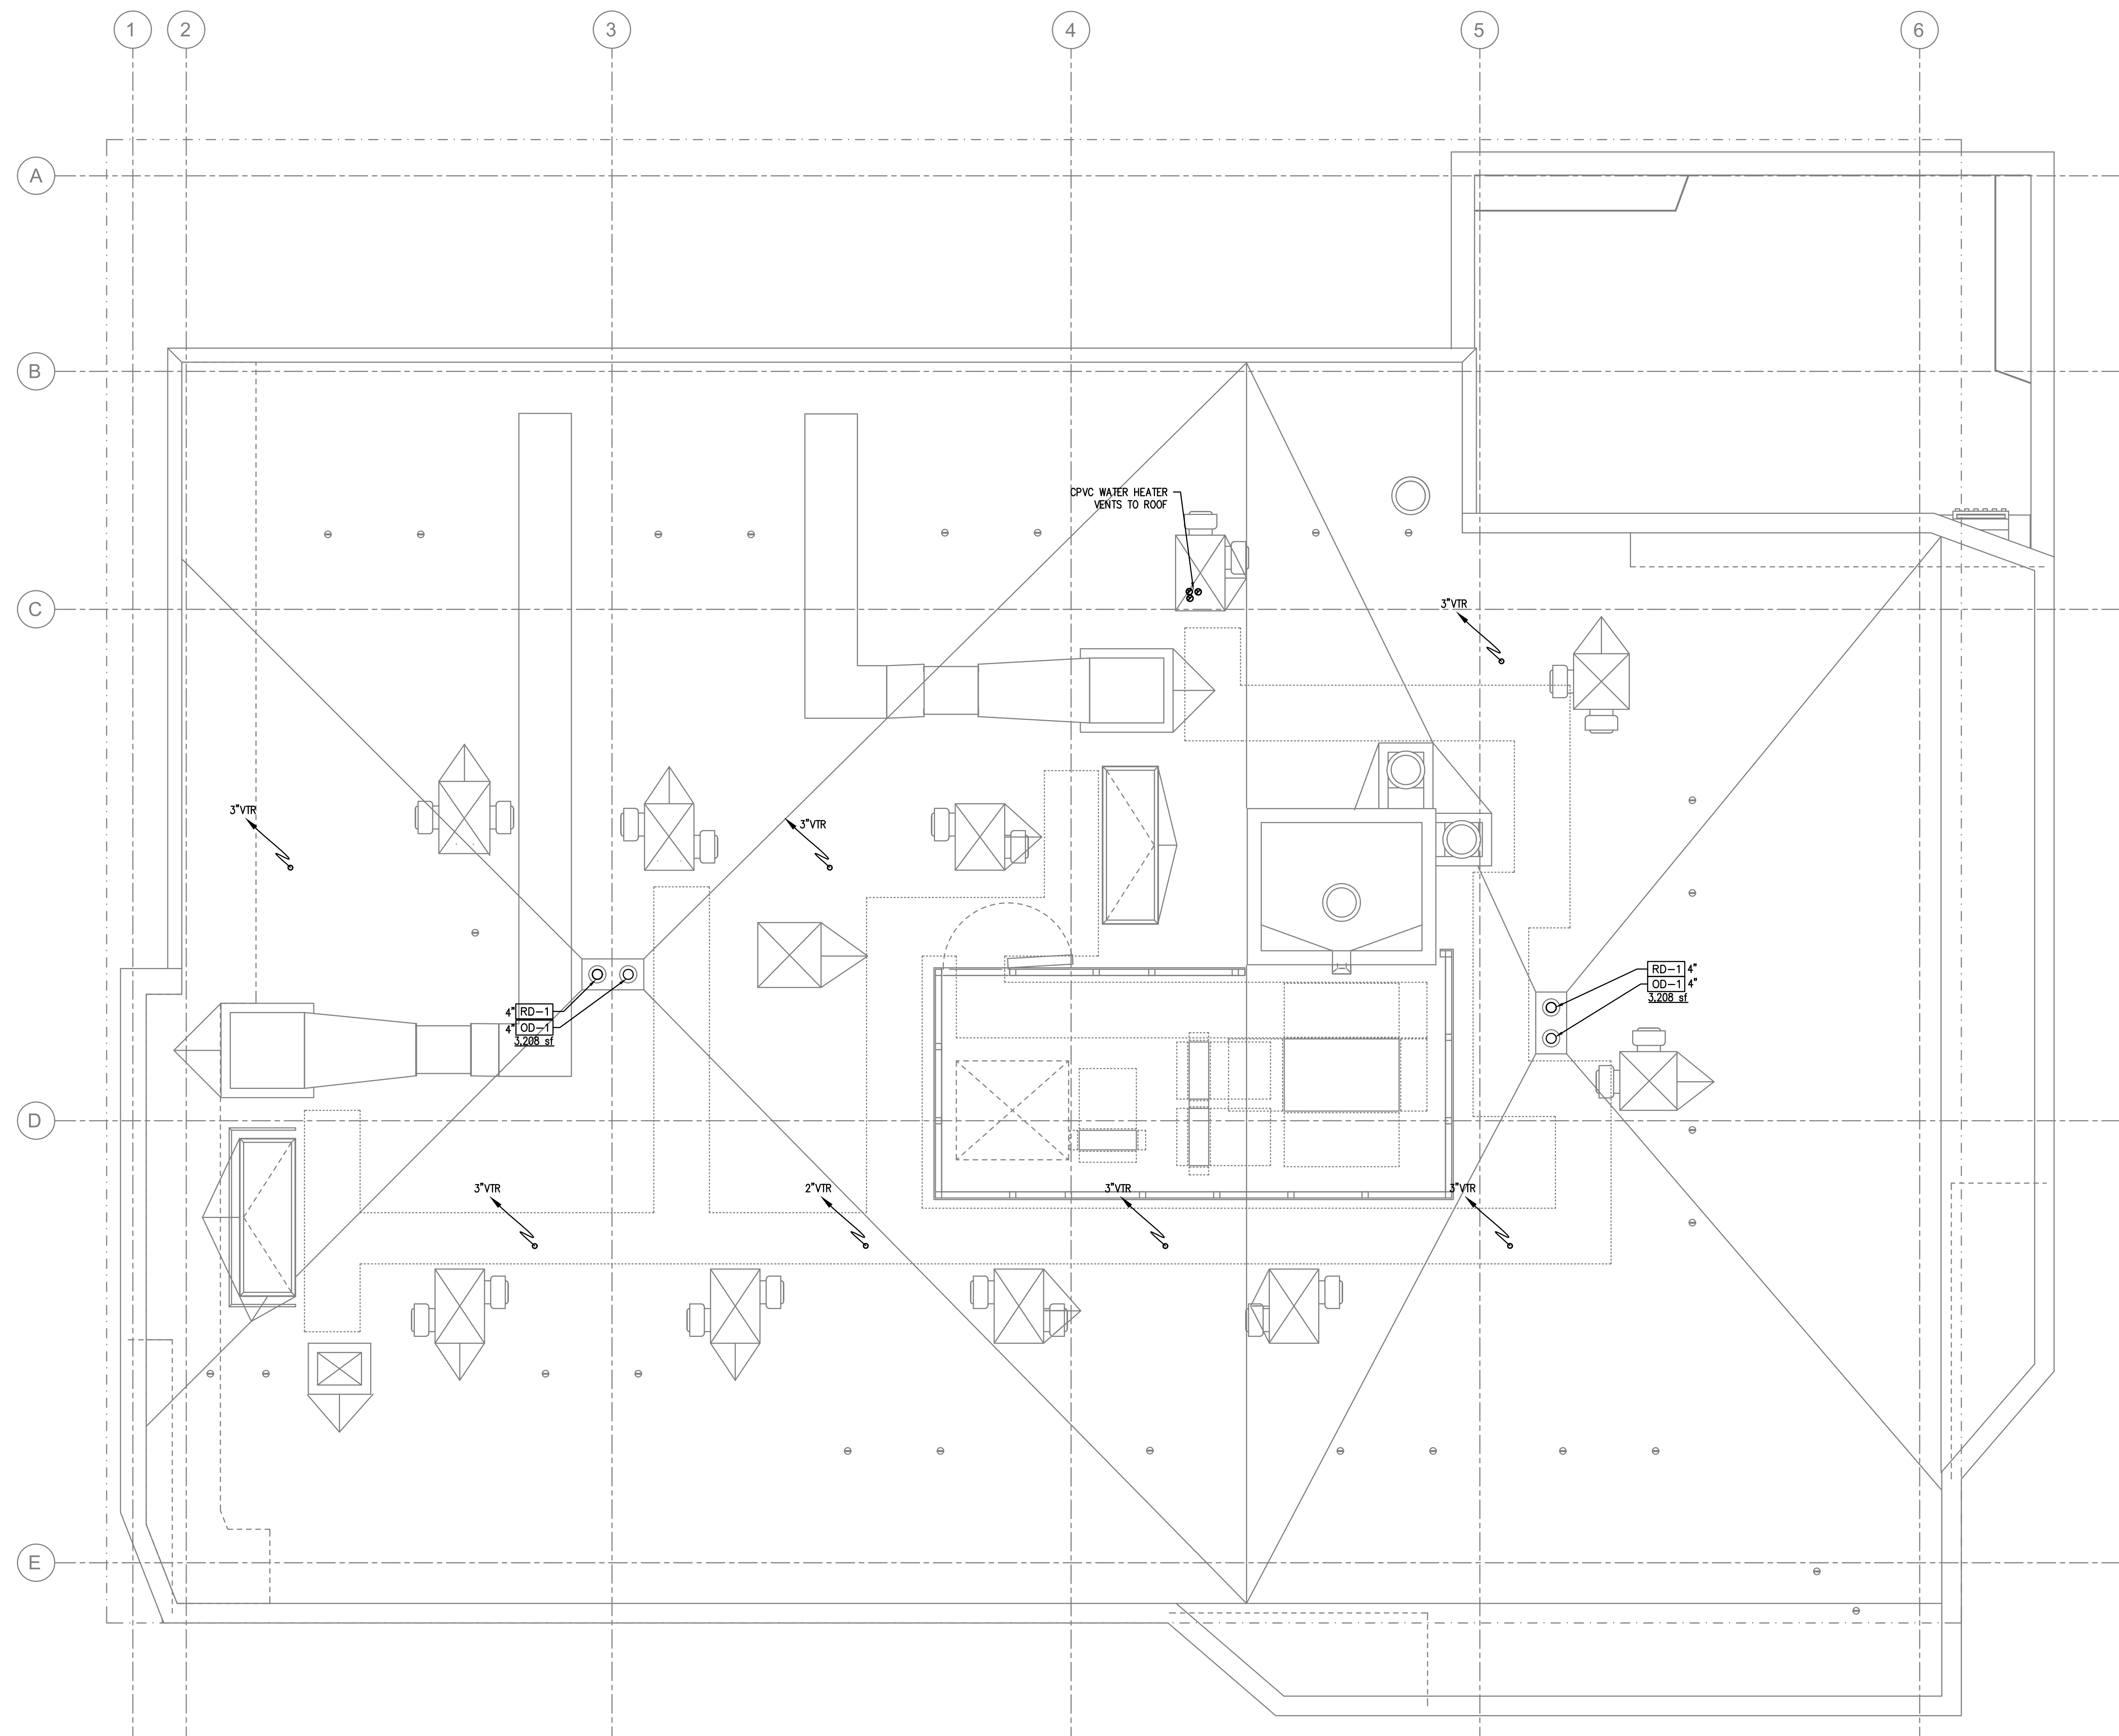 1 2 3 4 5 6
A
B
CPVC WATER HEATER
VENTS TO ROOF
C
3"VTR
3"VTR
3"VTR
RD-1 4"
OD-1 4"
3,208 sf
4" RD-1
4" OD-1
3,208 sf
D
3"VTR
2"VTR
3"VTR
3"VTR
E